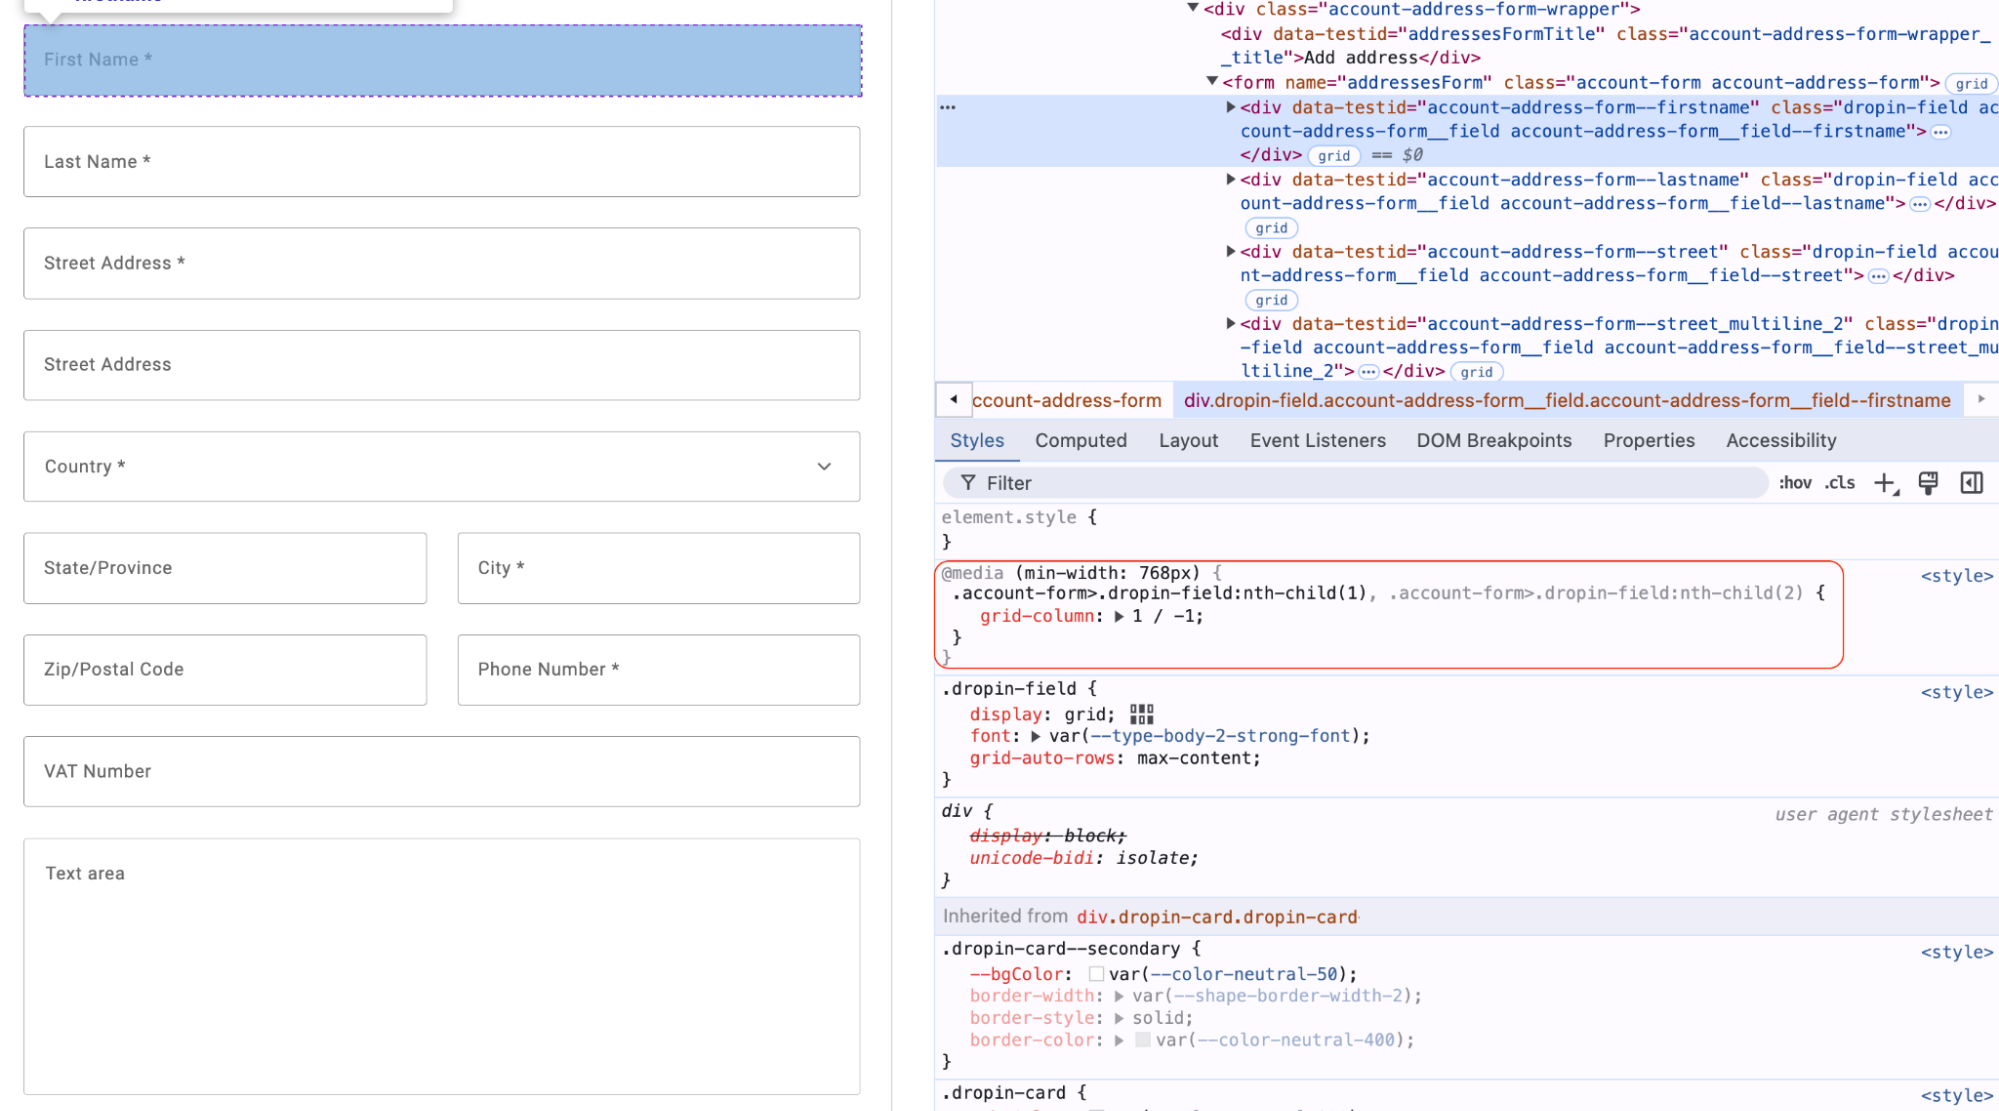 First Name *
Last Name *
Street Address *
Street Address
Country *
State/Province
City *
Zip/Postal Code
Phone Number *
VAT Number
Text area
<div class="account-address-form-wrapper">
<div data-testid="addressesFormTitle" class="account-address-form-wrapper_
_title">Add address</div>
<form name="addressesForm" class="account-form account-address-form"> grid
<div data-testid="account-address-form--firstname" class="dropin-field ac
count-address-form__field account-address-form__field--firstname">
</div> grid == $0
<div data-testid="account-address-form--lastname" class="dropin-field acc
ount-address-form__field account-address-form__field--lastname"> </div>
grid
<div data-testid="account-address-form--street" class="dropin-field accou
nt-address-form__field account-address-form__field--street"> </div>
grid
<div data-testid="account-address-form--street_multiline_2" class="dropin
-field account-address-form__field account-address-form__field--street_mu
ltiline_2"> </div> grid
ccount-address-form div.dropin-field.account-address-form__field.account-address-form__field--firstname
Styles Computed Layout Event Listeners DOM Breakpoints Properties Accessibility
Filter :hov .cls
element.style {
}
@media (min-width: 768px) { <style>
.account-form>.dropin-field:nth-child(1), .account-form>.dropin-field:nth-child(2) {
grid-column: 1 / -1;
}
}
.dropin-field { <style>
display: grid;
font: var(--type-body-2-strong-font);
grid-auto-rows: max-content;
}
div { user agent stylesheet
display: block;
unicode-bidi: isolate;
}
Inherited from div.dropin-card.dropin-card
.dropin-card--secondary { <style>
--bgColor: var(--color-neutral-50);
border-width: var(--shape-border-width-2);
border-style: solid;
border-color: var(--color-neutral-400);
}
.dropin-card { <style>